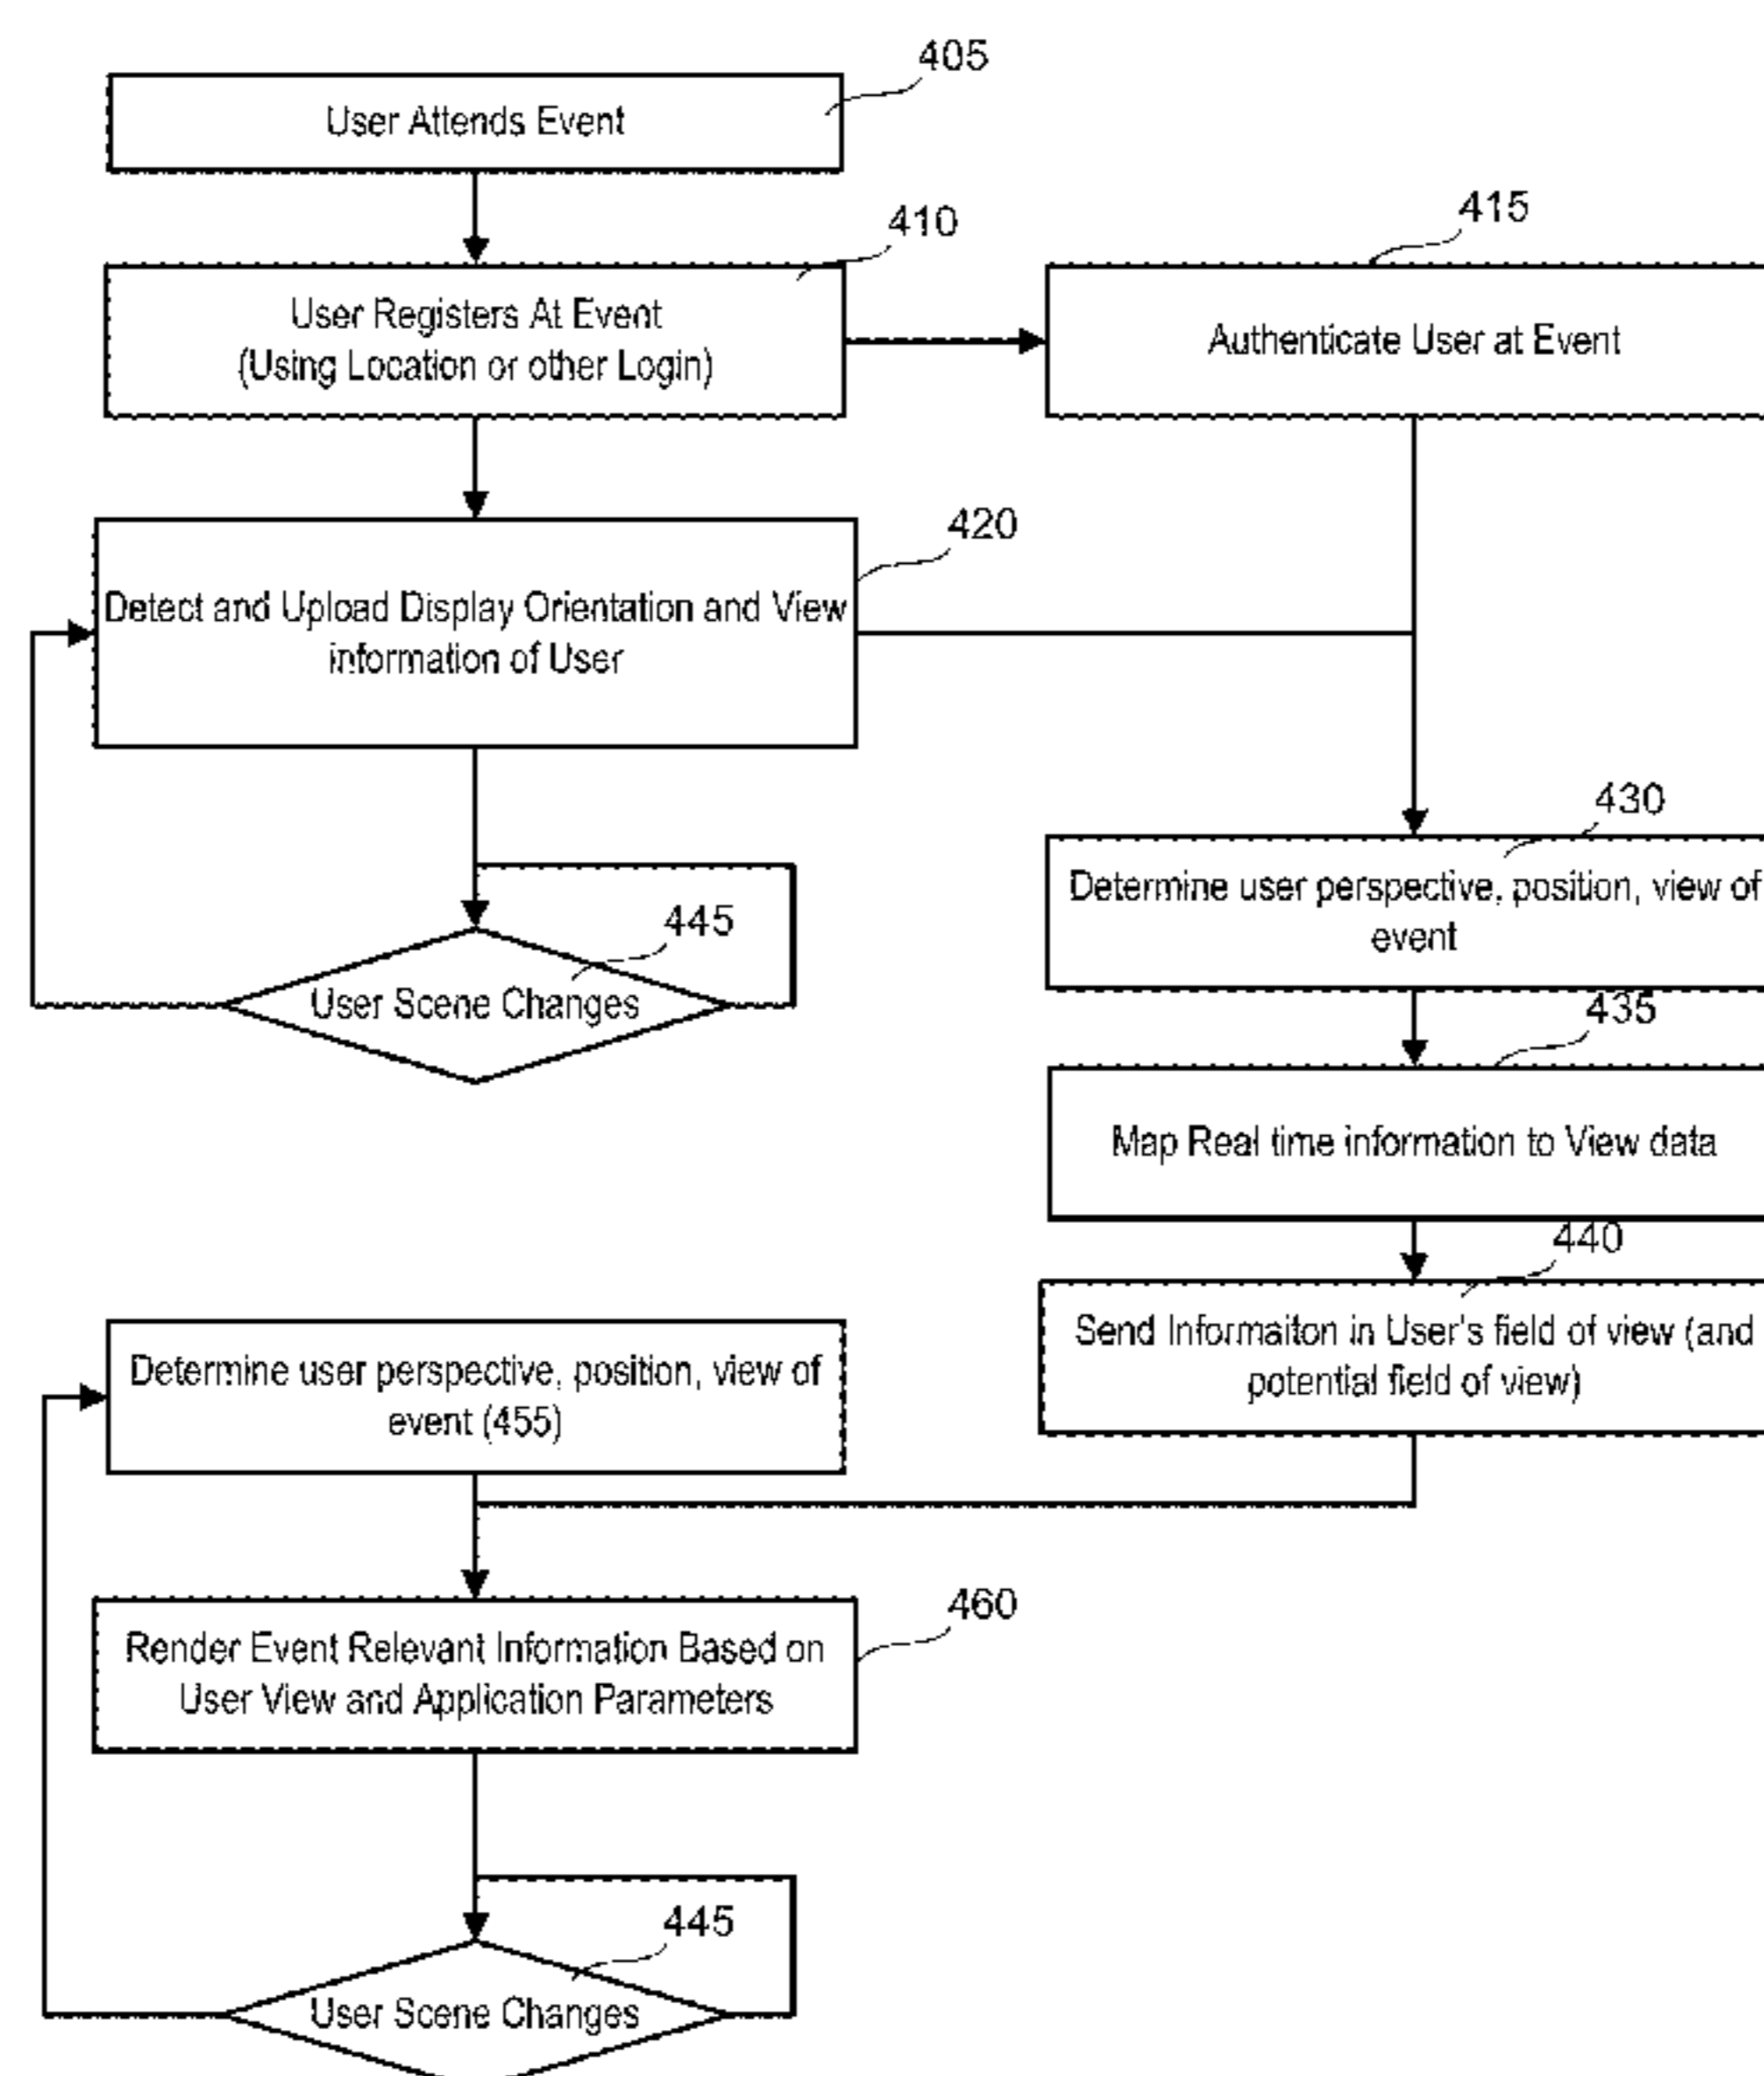 405
User Attends Event
410
User Registers At Event
(Using Location or other Login)
415
Authenticate User at Event
420
Detect and Upload Display Orientation and View
information of User
430
Determine user perspective, position, view of
event
445
User Scene Changes
435
Map Real time information to View data
440
Send Informaiton in User's field of view (and
potential field of view)
Determine user perspective, position, view of
event (455)
460
Render Event Relevant Information Based on
User View and Application Parameters
445
User Scene Changes